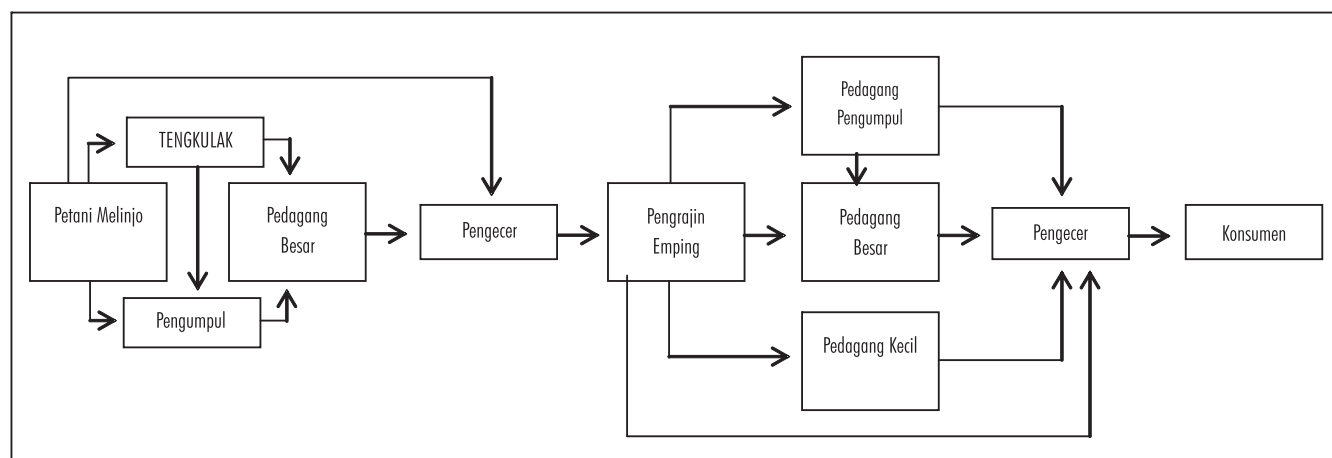 Petani Melinjo
TENGKULAK
Pengumpul
Pedagang
Besar
Pengecer
Pengrajin
Emping
Pedagang
Pengumpul
Pedagang
Besar
Pedagang Kecil
Pengecer
Konsumen